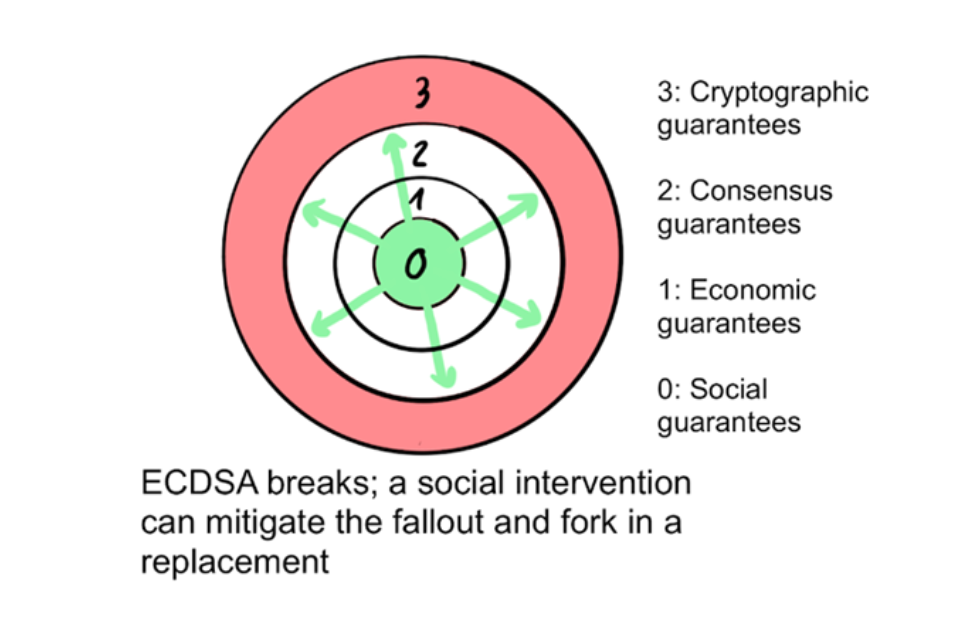 3
2
1
0
3: Cryptographic
guarantees
2: Consensus
guarantees
1: Economic
guarantees
0: Social
guarantees
ECDSA breaks; a social intervention
can mitigate the fallout and fork in a
replacement